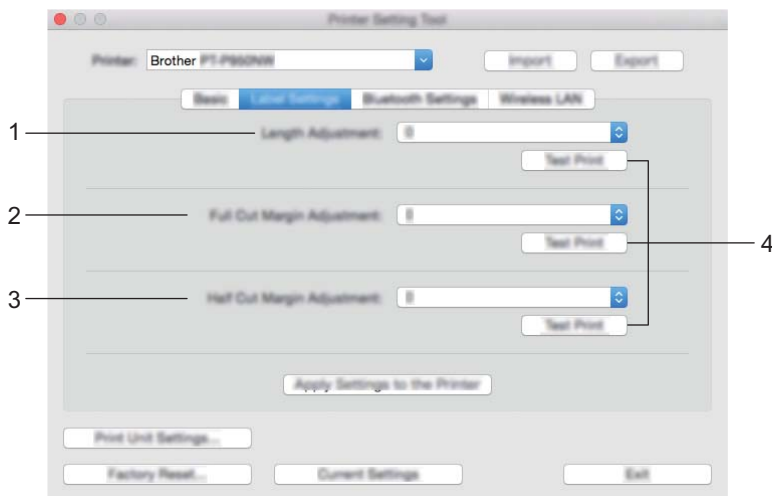 Printer Setting Tool
Printer: Brother PT-P950NW Import Export
Basic Label Settings Bluetooth Settings Wireless LAN
1 Length Adjustment: 0
Test Print
2 Full Cut Margin Adjustment:
Test Print
4
3 Half Cut Margin Adjustment:
Test Print
Apply Settings to the Printer
Print Unit Settings...
Factory Reset... Current Settings Exit